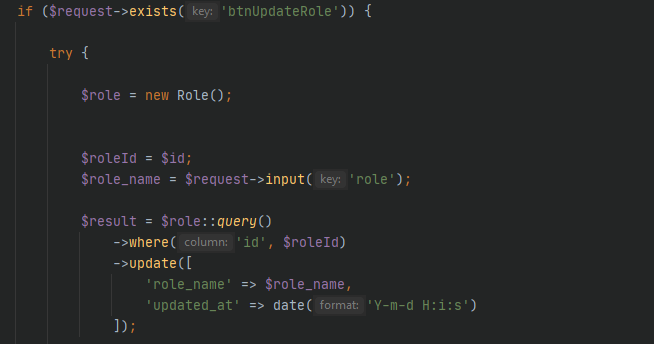 if ($request->exists( key: 'btnUpdateRole')) {
try {
$role = new Role();
$roleId = $id;
$role_name = $request->input( key: 'role');
$result = $role::query()
->where( column: 'id', $roleId)
->update([
'role_name' => $role_name,
'updated_at' => date( format: 'Y-m-d H:i:s')
]);